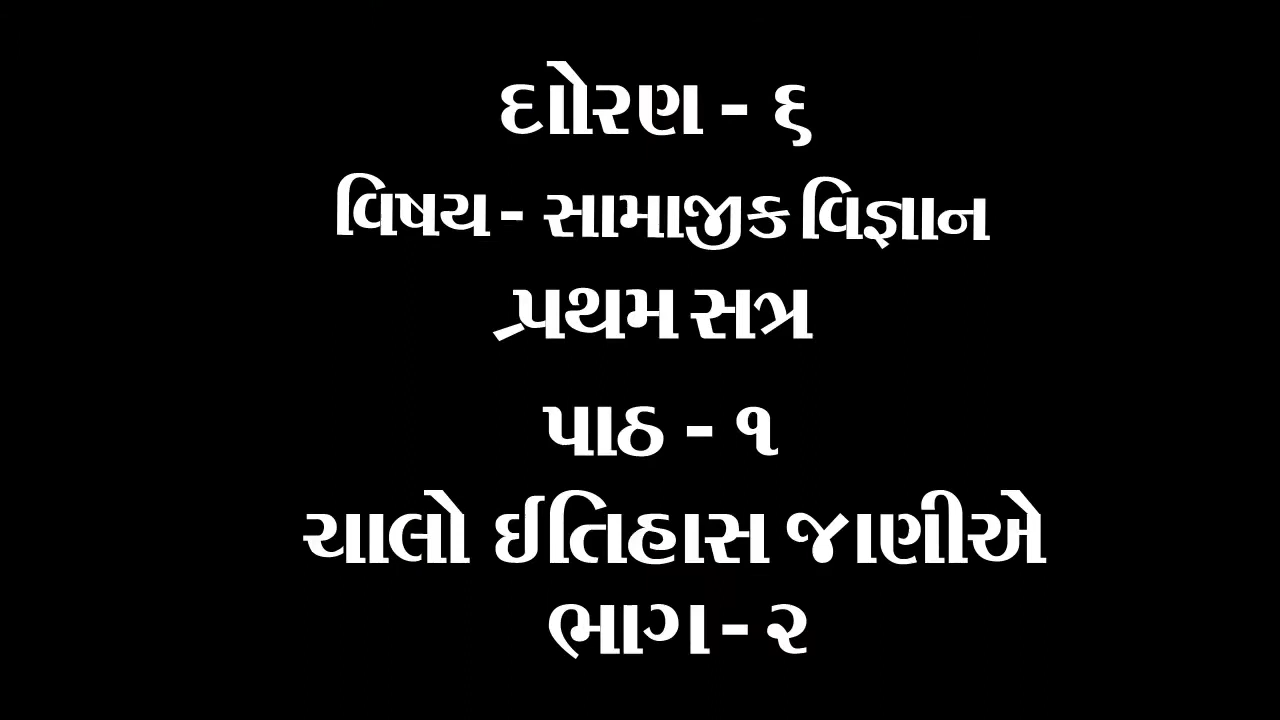 ધોરણ - ૬
વિષય - સામાજીક વિજ્ઞાન
પ્રથમ સત્ર
પાઠ - ૧
ચાલો ઈતિહાસ જાણીએ
ભાગ - ૨